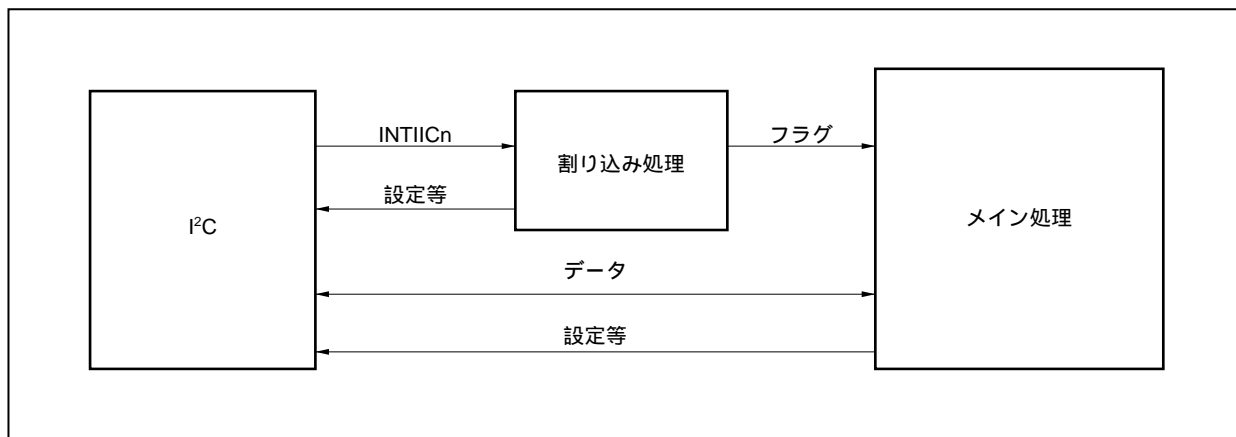 INTIICn
フラグ
割り込み処理
設定等
I²C
メイン処理
データ
設定等